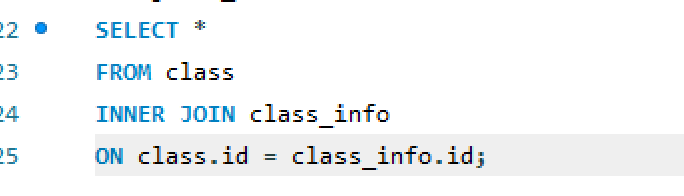 22 SELECT *
23 FROM class
24 INNER JOIN class_info
25 ON class.id = class_info.id;